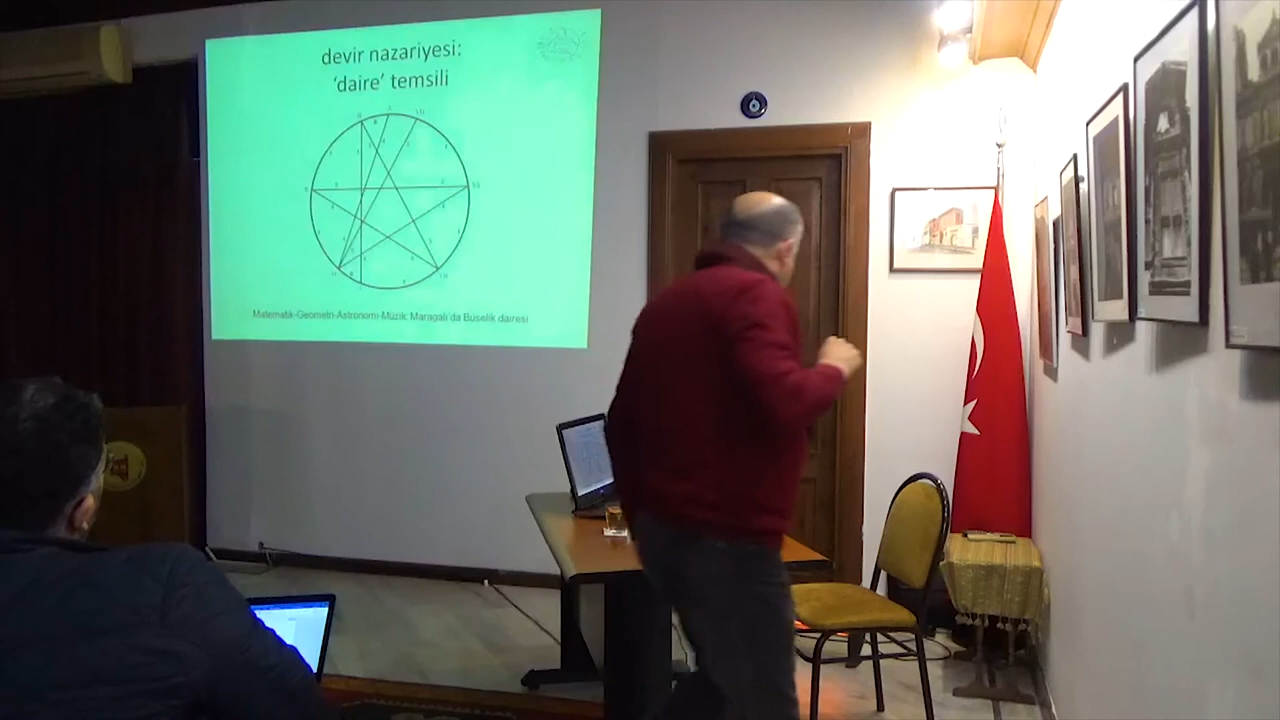 devir nazariyesi:
‘daire’ temsili
Matematik-Geometri-Astronomi-Müzik: Maragalı’da Buselik dairesi